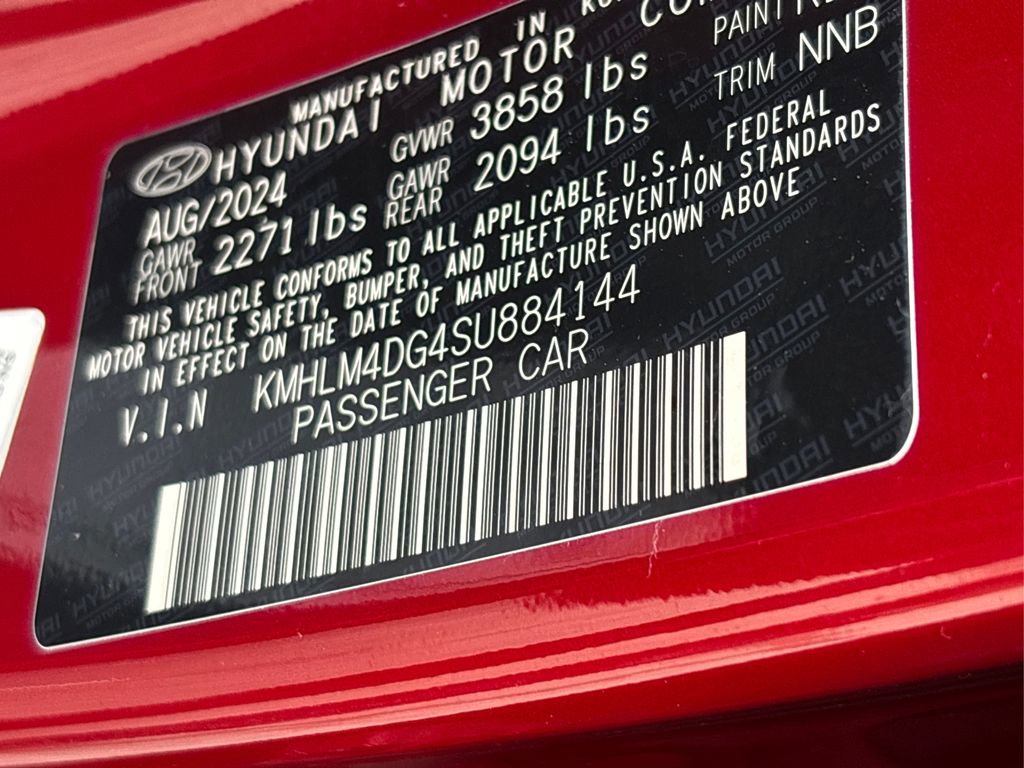 MANUFACTURED IN
HYUNDAI MOTOR
AUG/2024 GVWR 3858 lbs PAINT
GAWR FRONT 2271 lbs GAWR REAR 2094 lbs TRIM NNB
THIS VEHICLE CONFORMS TO ALL APPLICABLE U.S.A. FEDERAL
MOTOR VEHICLE SAFETY, BUMPER, AND THEFT PREVENTION STANDARDS
IN EFFECT ON THE DATE OF MANUFACTURE SHOWN ABOVE
V.I.N KMHLM4DG4SU884144
PASSENGER CAR